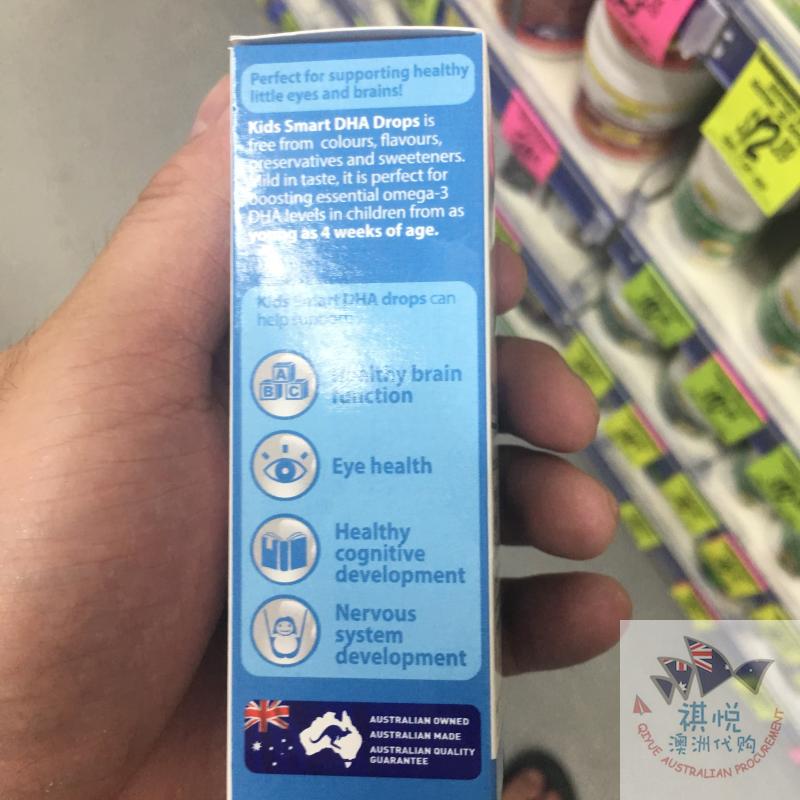 Perfect for supporting healthy
little eyes and brains!
Kids Smart DHA Drops is
free from colours, flavours,
preservatives and sweeteners.
Mild in taste, it is perfect for
boosting essential omega-3
DHA levels in children from as
young as 4 weeks of age.
Kids Smart DHA drops can
help support:
A
B C
Healthy brain
function
Eye health
Healthy
cognitive
development
Nervous
system
development
AUSTRALIAN OWNED
AUSTRALIAN MADE
AUSTRALIAN QUALITY
GUARANTEE
祺悦
澳洲代购
QIYUE AUSTRALIAN PROCUREMENT